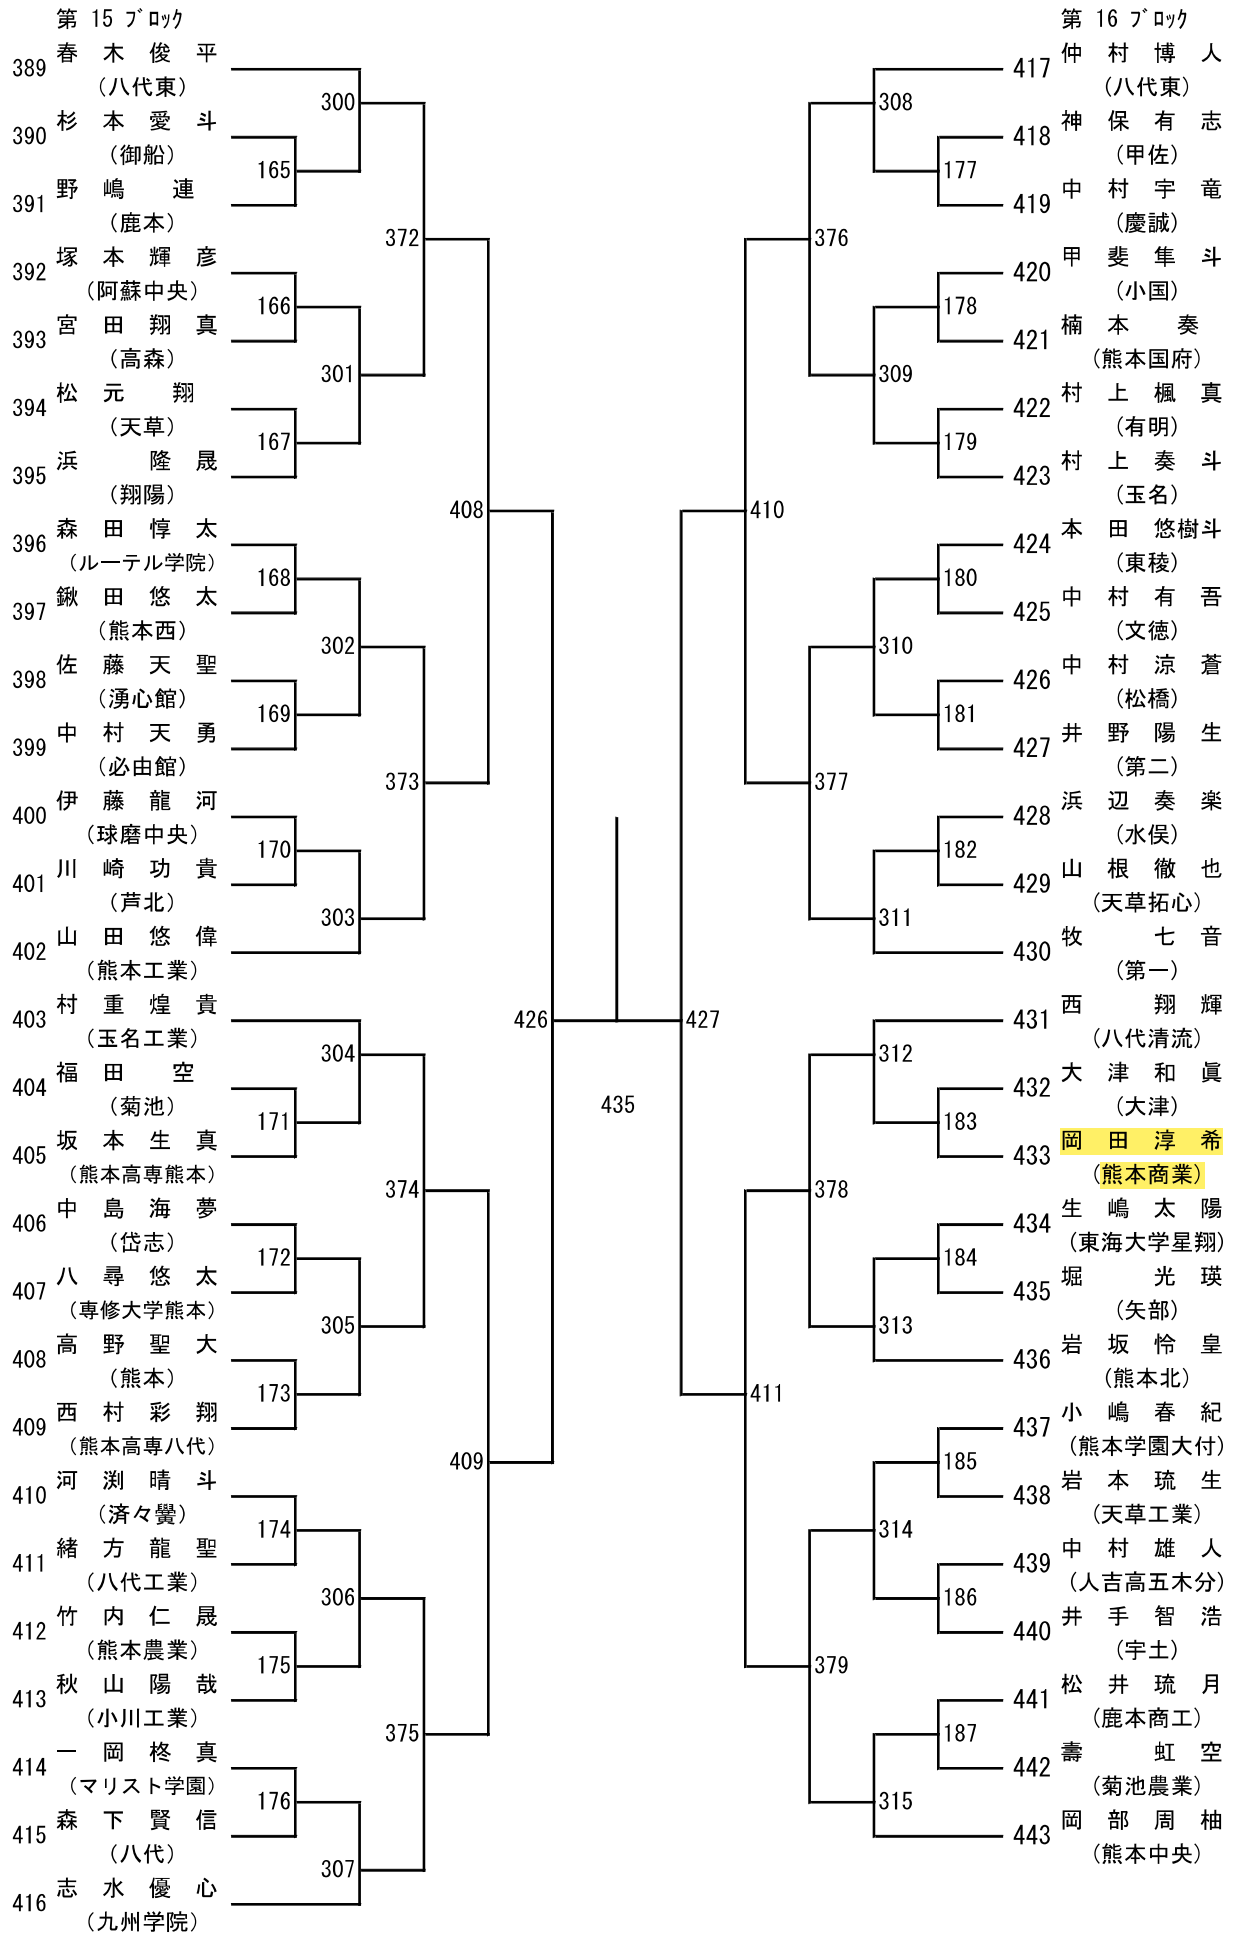 第 15 ﾌﾞﾛｯｸ
389 春木俊平
(八代東)
390 杉本愛斗
(御船)
391 野嶋連
(鹿本)
392 塚本輝彦
(阿蘇中央)
393 宮田翔真
(高森)
394 松元翔
(天草)
395 浜隆晟
(翔陽)
396 森田惇太
(ルーテル学院)
397 鍬田悠太
(熊本西)
398 佐藤天聖
(湧心館)
399 中村天勇
(必由館)
400 伊藤龍河
(球磨中央)
401 川崎功貴
(芦北)
402 山田悠偉
(熊本工業)
403 村重煌貴
(玉名工業)
404 福田空
(菊池)
405 坂本生真
(熊本高専熊本)
406 中島海夢
(岱志)
407 八尋悠太
(専修大学熊本)
408 高野聖大
(熊本)
409 西村彩翔
(熊本高専八代)
410 河渕晴斗
(済々黌)
411 緒方龍聖
(八代工業)
412 竹内仁晟
(熊本農業)
413 秋山陽哉
(小川工業)
414 一岡柊真
(マリスト学園)
415 森下賢信
(八代)
416 志水優心
(九州学院)
165
166
167
168
169
170
171
172
173
174
175
176
300
301
302
303
304
305
306
307
372
373
374
375
408
409
426
435
427
410
411
376
377
378
379
308
309
310
311
312
313
314
315
177
178
179
180
181
182
183
184
185
186
187
第 16 ﾌﾞﾛｯｸ
417 仲村博人
(八代東)
418 神保有志
(甲佐)
419 中村宇竜
(慶誠)
420 甲斐隼斗
(小国)
421 楠本奏
(熊本国府)
422 村上楓真
(有明)
423 村上奏斗
(玉名)
424 本田悠樹斗
(東稜)
425 中村有吾
(文徳)
426 中村涼蒼
(松橋)
427 井野陽生
(第二)
428 浜辺奏楽
(水俣)
429 山根徹也
(天草拓心)
430 牧七音
(第一)
431 西翔輝
(八代清流)
432 大津和眞
(大津)
433 岡田淳希
(熊本商業)
434 生嶋太陽
(東海大学星翔)
435 堀光瑛
(矢部)
436 岩坂怜皇
(熊本北)
437 小嶋春紀
(熊本学園大付)
438 岩本琉生
(天草工業)
439 中村雄人
(人吉高五木分)
440 井手智浩
(宇土)
441 松井琉月
(鹿本商工)
442 壽虹空
(菊池農業)
443 岡部周柚
(熊本中央)